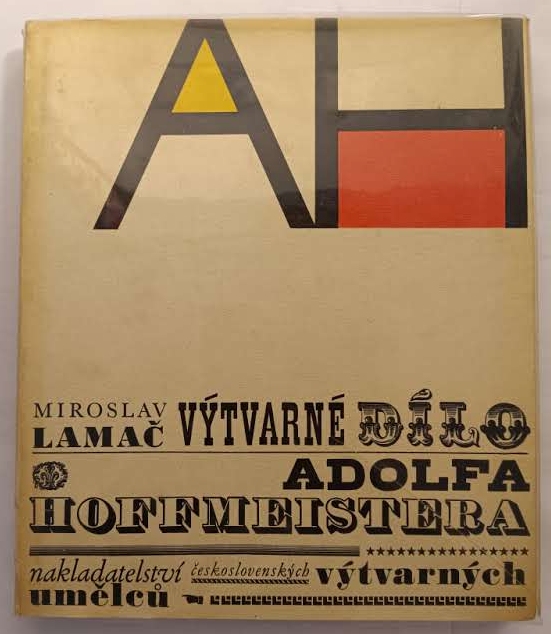 AH
MIROSLAV VÝTVARNÉ DÍLO
LAMAČ
ADOLFA
HOFFMEISTERA
nakladatelství československých výtvarných
umělců